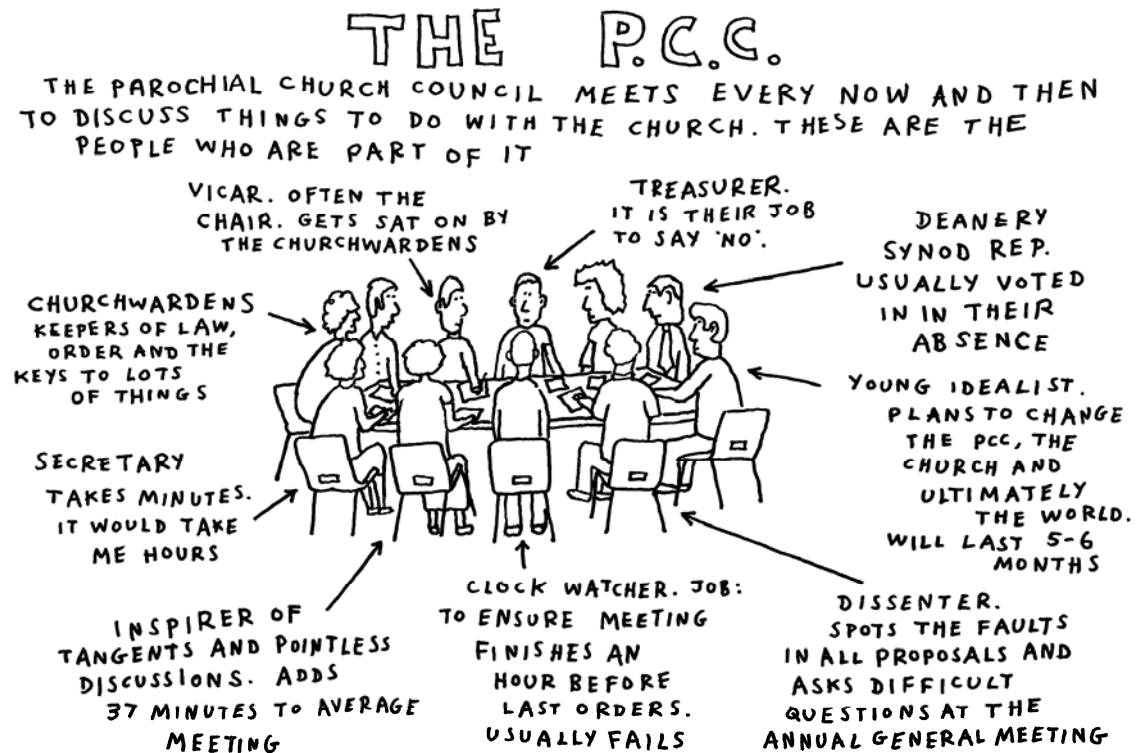 THE P.C.C.
THE PAROCHIAL CHURCH COUNCIL MEETS EVERY NOW AND THEN
TO DISCUSS THINGS TO DO WITH THE CHURCH. THESE ARE THE
PEOPLE WHO ARE PART OF IT
VICAR. OFTEN THE
CHAIR. GETS SAT ON BY
THE CHURCHWARDENS
TREASURER.
IT IS THEIR JOB
TO SAY 'NO'.
DEANERY
SYNOD REP.
USUALLY VOTED
IN IN THEIR
ABSENCE
CHURCHWARDENS
KEEPERS OF LAW,
ORDER AND THE
KEYS TO LOTS
OF THINGS
YOUNG IDEALIST.
PLANS TO CHANGE
THE PCC, THE
CHURCH AND
ULTIMATELY
THE WORLD.
WILL LAST 5-6
MONTHS
SECRETARY
TAKES MINUTES.
IT WOULD TAKE
ME HOURS
INSPIRER OF
TANGENTS AND POINTLESS
DISCUSSIONS. ADDS
37 MINUTES TO AVERAGE
MEETING
CLOCK WATCHER. JOB:
TO ENSURE MEETING
FINISHES AN
HOUR BEFORE
LAST ORDERS.
USUALLY FAILS
DISSENTER.
SPOTS THE FAULTS
IN ALL PROPOSALS AND
ASKS DIFFICULT
QUESTIONS AT THE
ANNUAL GENERAL MEETING